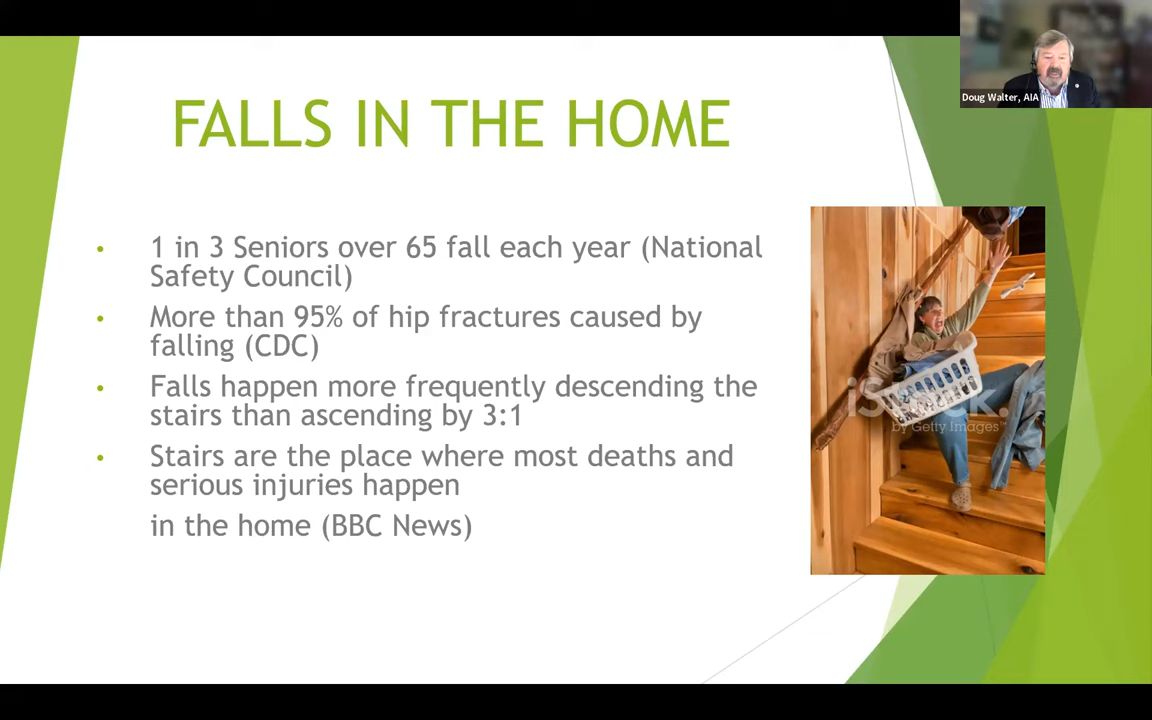 Doug Walter, AIA
FALLS IN THE HOME
• 1 in 3 Seniors over 65 fall each year (National
Safety Council)
• More than 95% of hip fractures caused by
falling (CDC)
• Falls happen more frequently descending the
stairs than ascending by 3:1
• Stairs are the place where most deaths and
serious injuries happen
in the home (BBC News)
iStock.
by Getty Images™